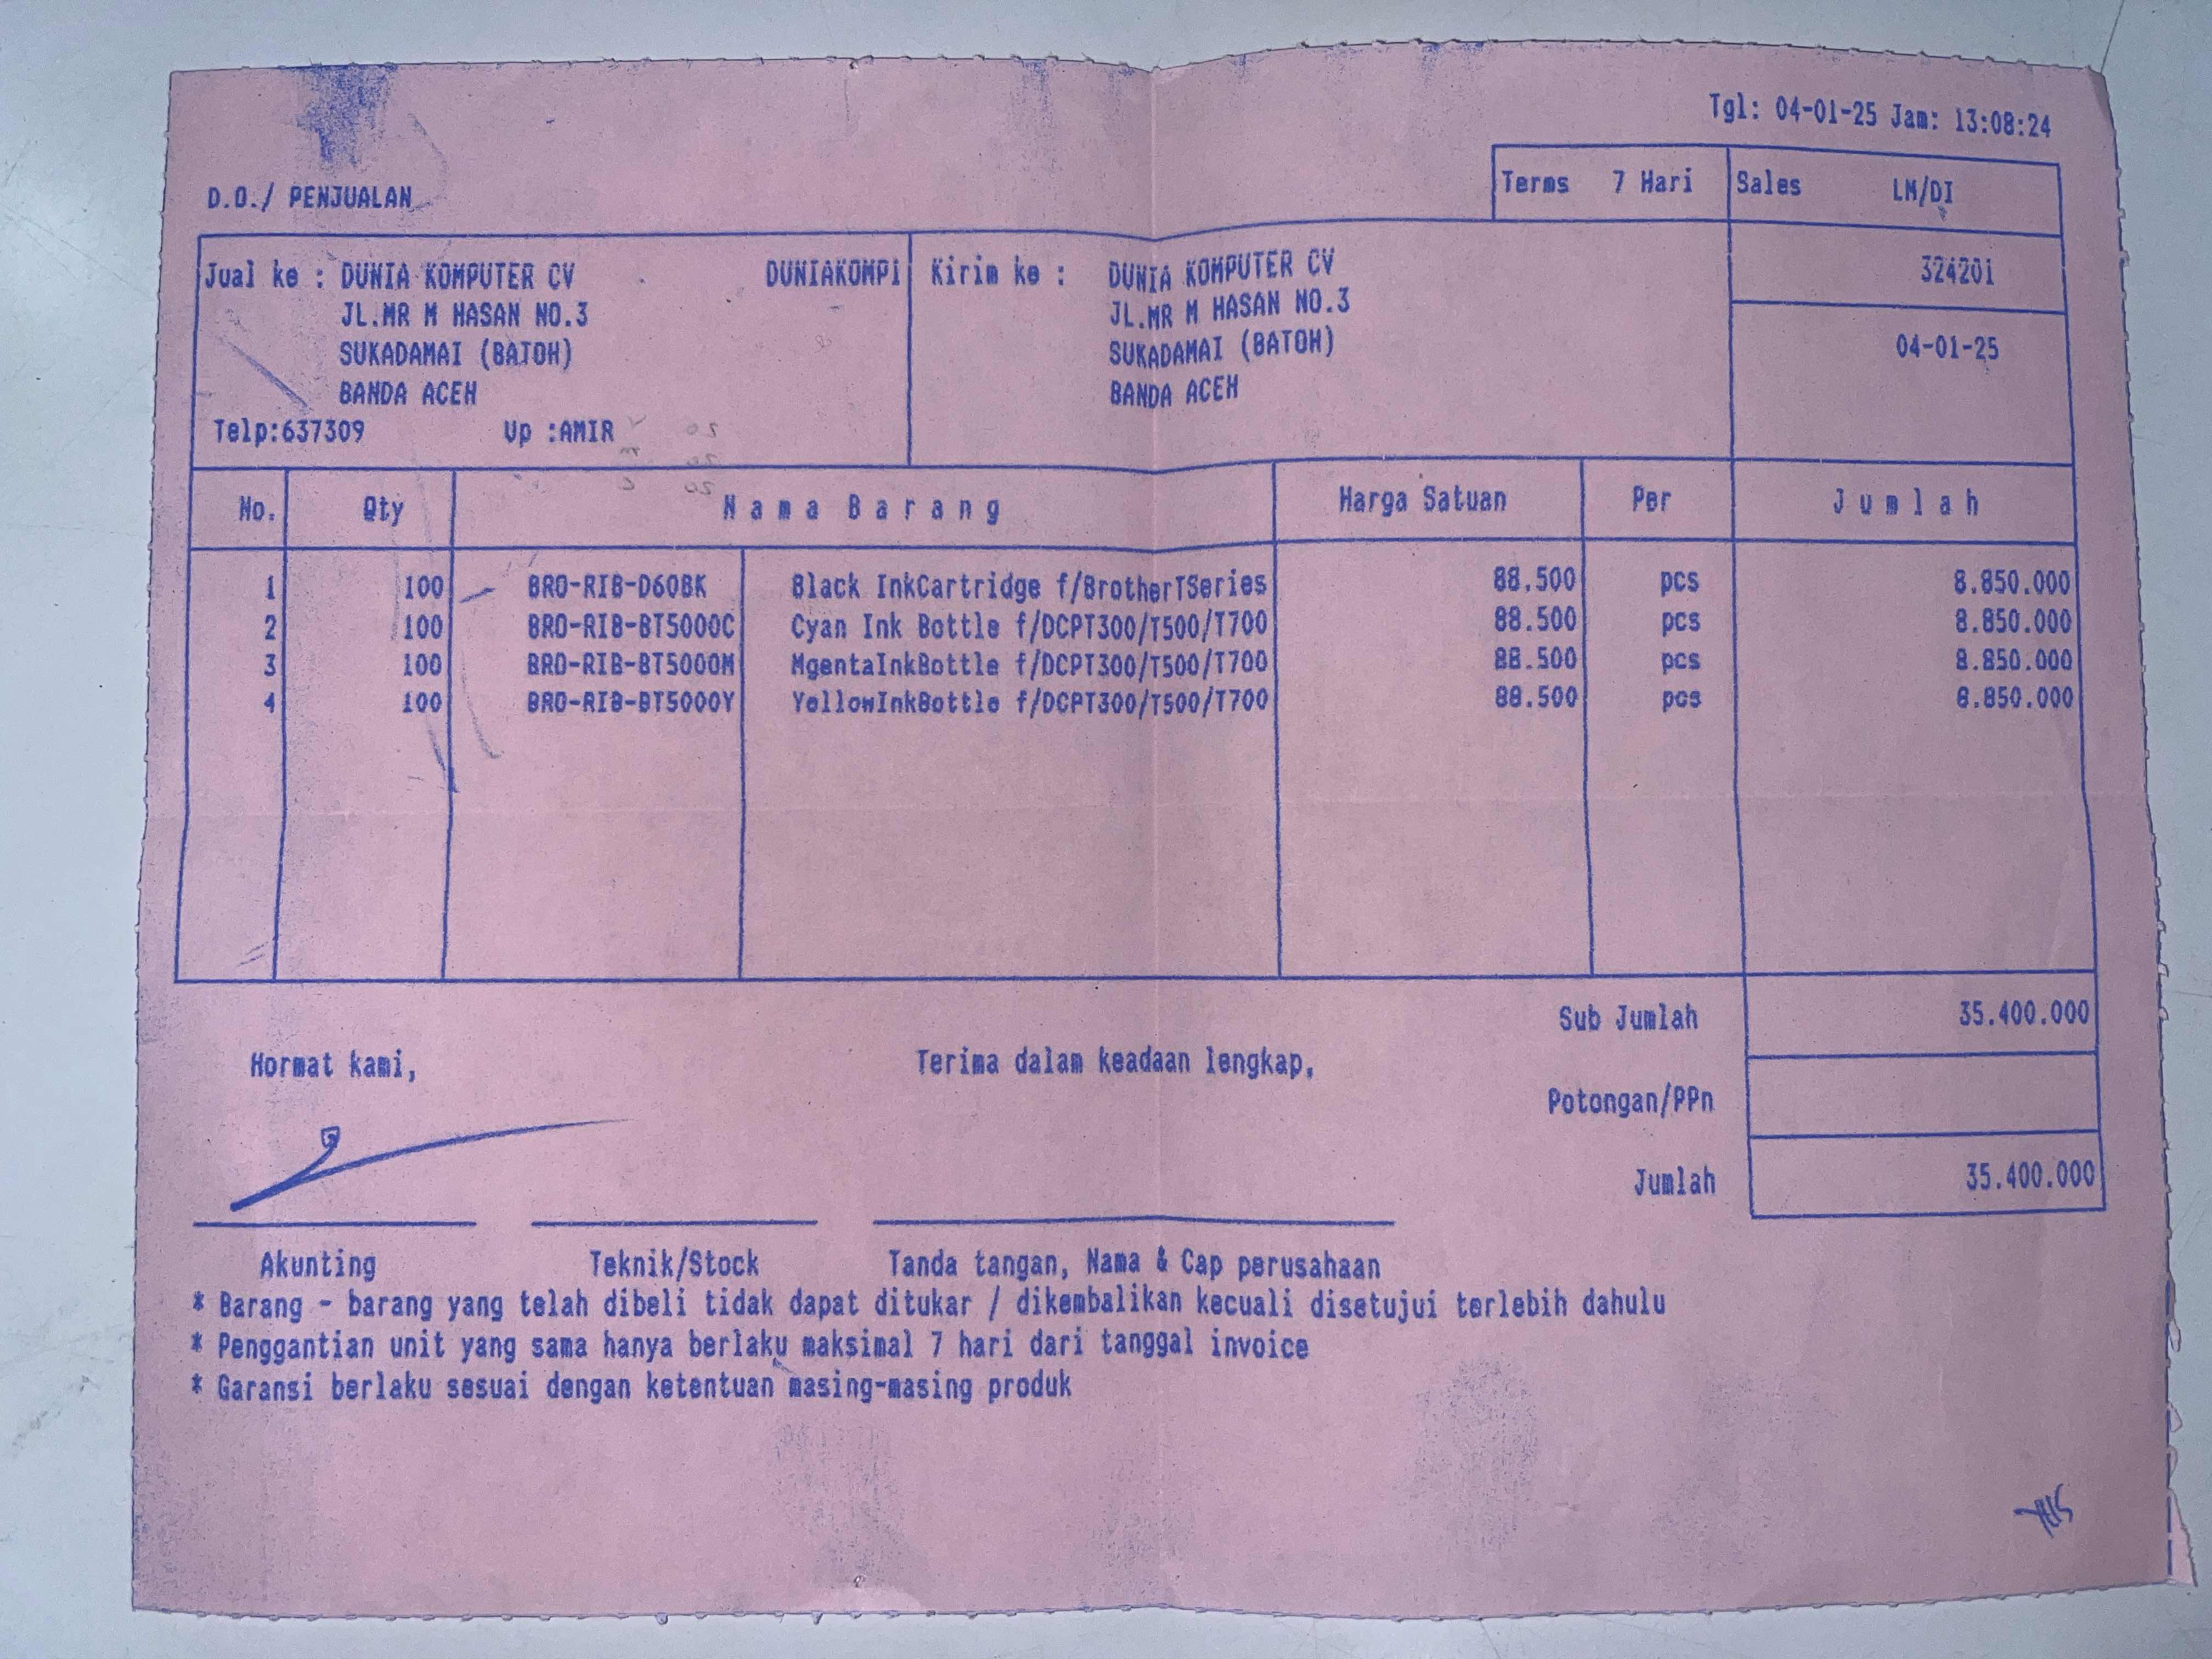 Tgl: 04-01-25 Jam: 13:08:24
Terms 7 Hari Sales LM/DI
D.O./ PENJUALAN
Jual ke : DUNIA KOMPUTER CV DUNIAKOMP1 Kirim ke : DUNIA KOMPUTER CV 324201
JL.MR M HASAN NO.3 JL.MR M HASAN NO.3
SUKADAMAI (BATOH) SUKADAMAI (BATOH) 04-01-25
BANDA ACEH BANDA ACEH
Telp:637309 Up :AMIR
No. Qty Nama Barang Harga Satuan Per Jumlah
1 100 BRO-RIB-D60BK Black InkCartridge f/BrotherTSeries 88.500 pcs 8.850.000
2 100 BRO-RIB-BT5000C Cyan Ink Bottle f/DCPT300/T500/T700 88.500 pcs 8.850.000
3 100 BRO-RIB-BT5000M MgentaInkBottle f/DCPT300/T500/T700 88.500 pcs 8.850.000
4 100 BRO-RIB-BT5000Y YellowInkBottle f/DCPT300/T500/T700 88.500 pcs 8.850.000
Sub Jumlah 35.400.000
Hormat kami, Terima dalam keadaan lengkap,
Potongan/PPn
Jumlah 35.400.000
Akunting Teknik/Stock Tanda tangan, Nama & Cap perusahaan
* Barang - barang yang telah dibeli tidak dapat ditukar / dikembalikan kecuali disetujui terlebih dahulu
* Penggantian unit yang sama hanya berlaku maksimal 7 hari dari tanggal invoice
* Garansi berlaku sesuai dengan ketentuan masing-masing produk